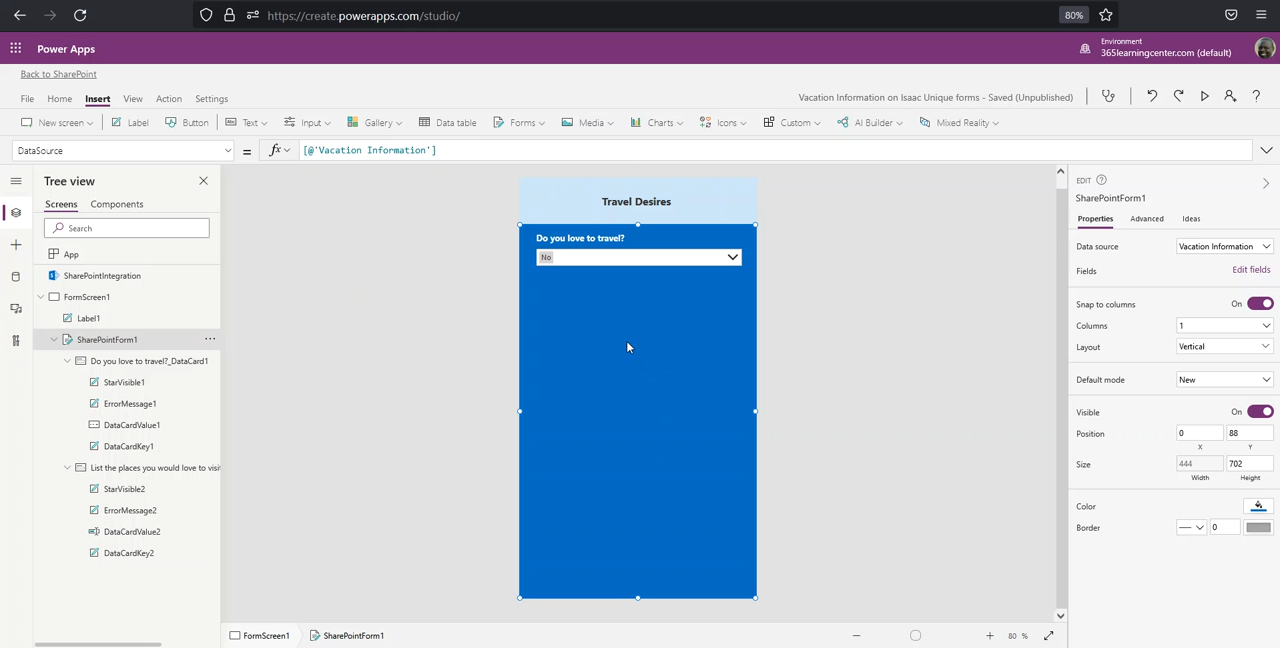 https://create.powerapps.com/studio/
80%
Power Apps
Environment
365learningcenter.com (default)
Back to SharePoint
File Home Insert View Action Settings
Vacation Information on Isaac Unique forms - Saved (Unpublished)
New screen Label Button Text Input Gallery Data table Forms Media Charts Icons Custom AI Builder Mixed Reality
DataSource = fx [@'Vacation Information']
Tree view
Screens Components
Search
App
SharePointIntegration
FormScreen1
Label1
SharePointForm1
Do you love to travel?_DataCard1
StarVisible1
ErrorMessage1
DataCardValue1
DataCardKey1
List the places you would love to visi
StarVisible2
ErrorMessage2
DataCardValue2
DataCardKey2
Travel Desires
Do you love to travel?
No
FormScreen1 SharePointForm1
80 %
EDIT
SharePointForm1
Properties Advanced Ideas
Data source Vacation Information
Fields Edit fields
Snap to columns On
Columns 1
Layout Vertical
Default mode New
Visible On
Position 0 88
X Y
Size 444 702
Width Height
Color
Border 0